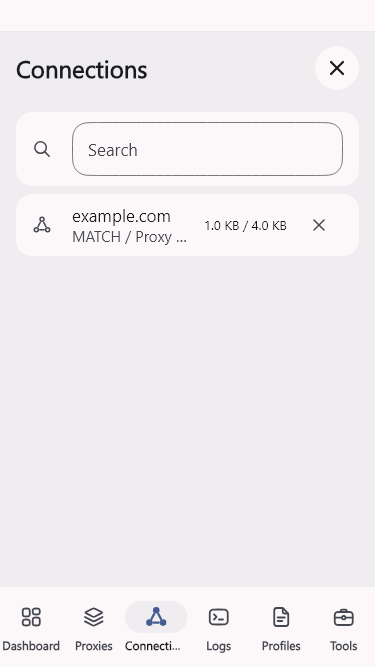 Connections
Search
example.com
MATCH / Proxy ...
1.0 KB / 4.0 KB
Dashboard
Proxies
Connecti...
Logs
Profiles
Tools